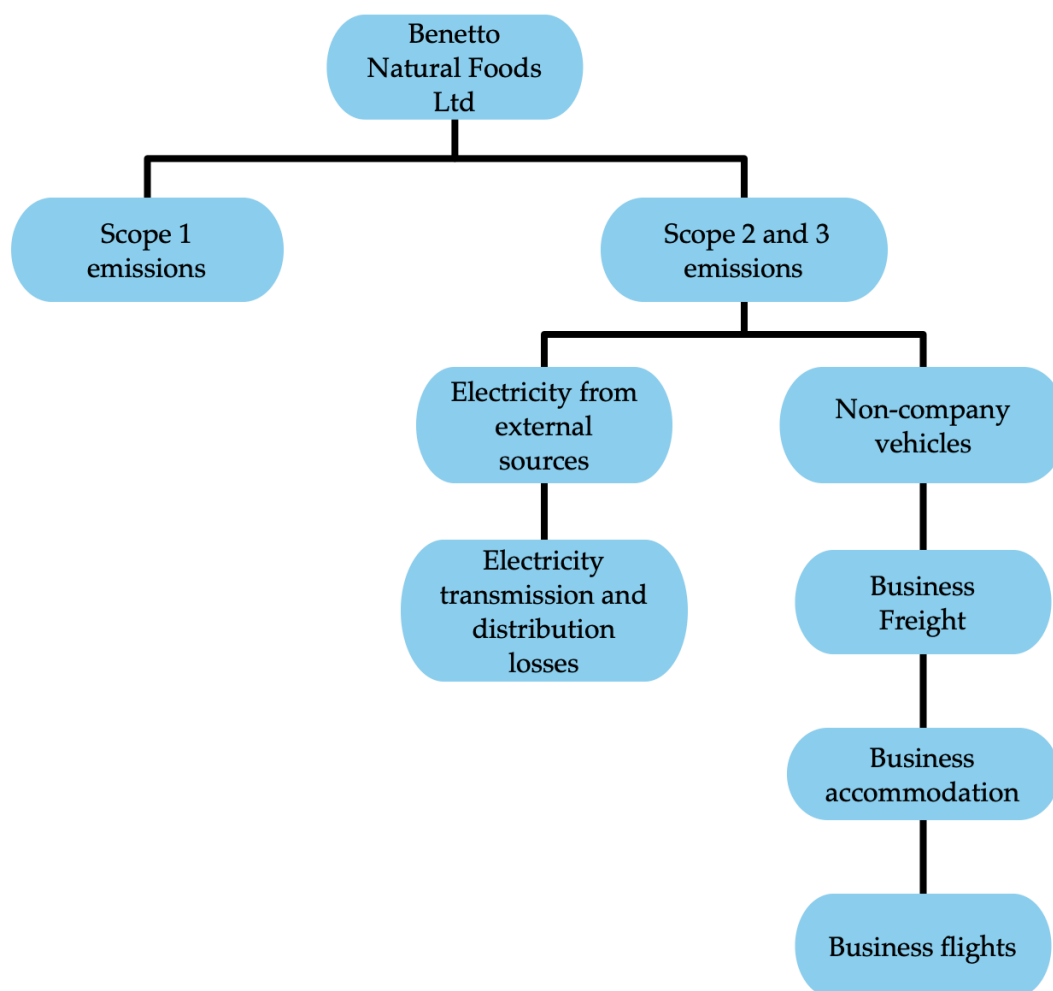 Benetto
Natural Foods
Ltd
Scope 1
emissions
Scope 2 and 3
emissions
Electricity from
external
sources
Non-company
vehicles
Electricity
transmission and
distribution
losses
Business
Freight
Business
accommodation
Business flights